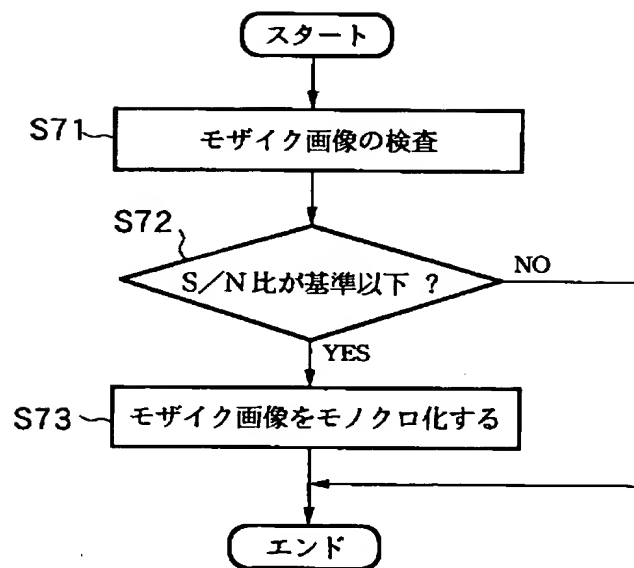 スタート
S71
モザイク画像の検査
S72
S/N比が基準以下 ?
NO
YES
S73
モザイク画像をモノクロ化する
エンド